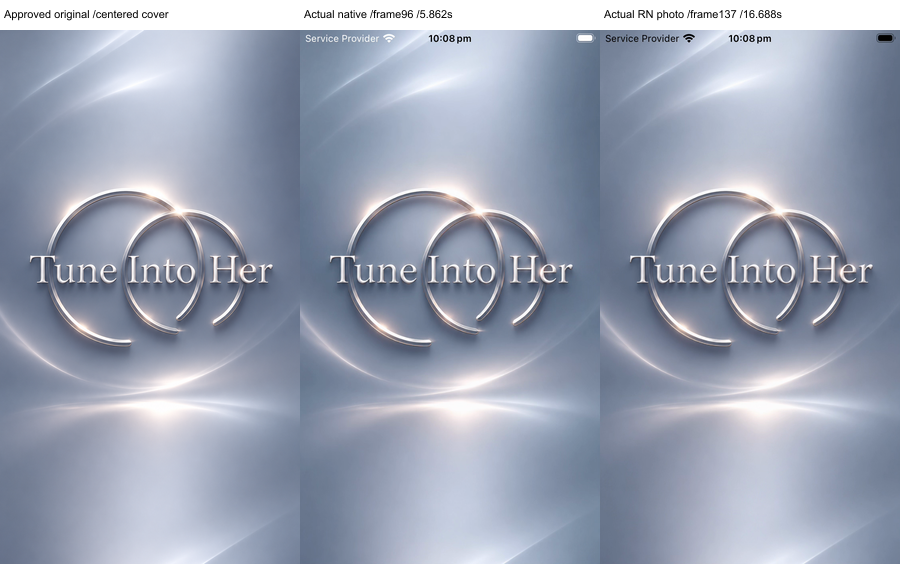 Approved original /centered cover
Actual native /frame96 /5.862s
Actual RN photo /frame137 /16.688s
Service Provider 10:08 pm
Service Provider 10:08 pm
Tune Into Her
Tune Into Her
Tune Into Her